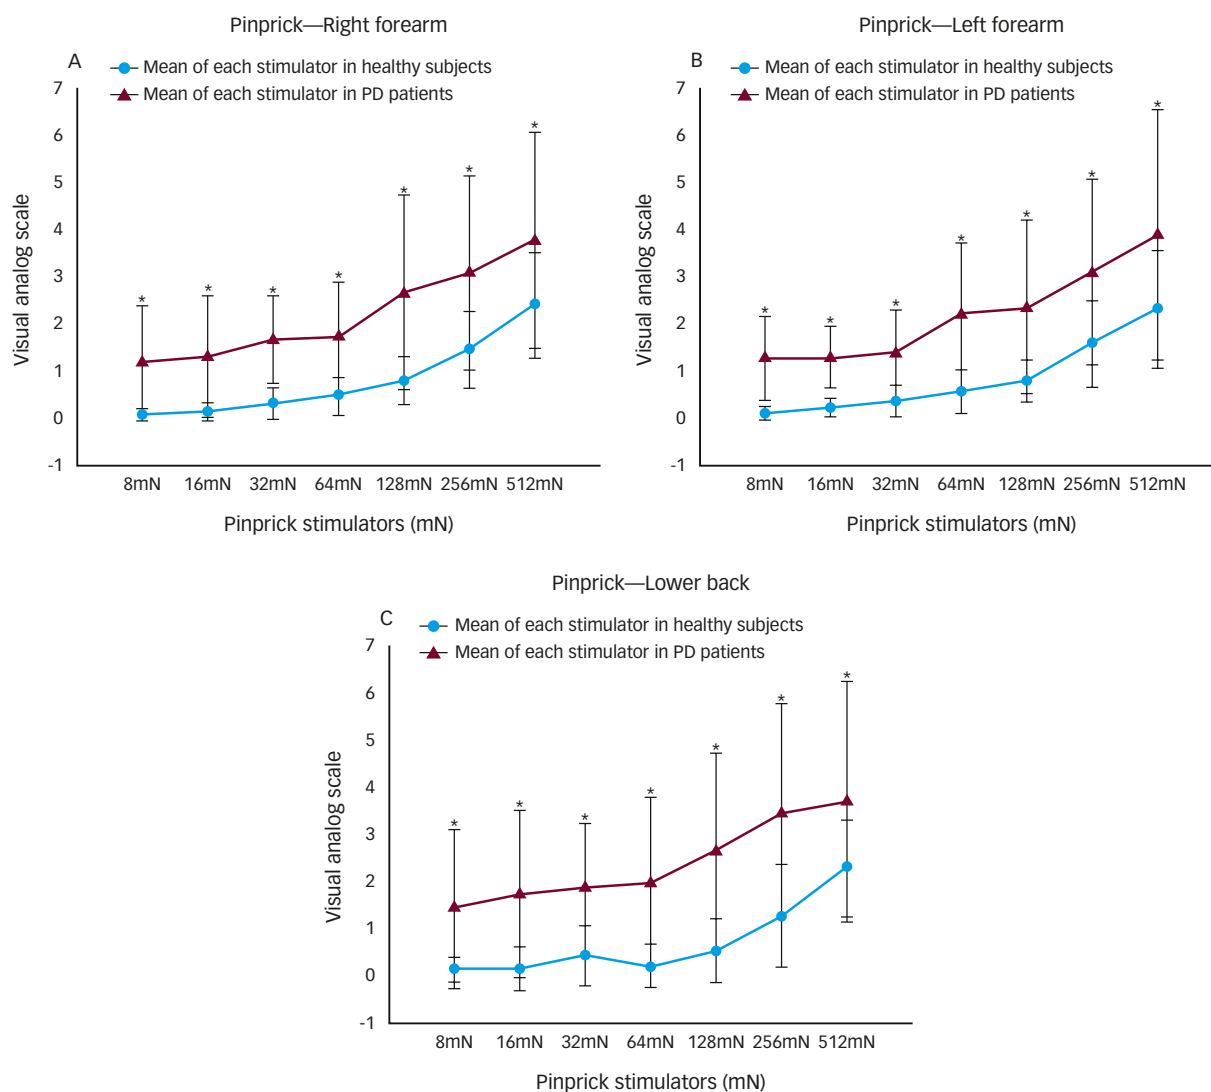 Pinprick—Right forearm
A
Mean of each stimulator in healthy subjects
Mean of each stimulator in PD patients
7
6
5
4
3
2
1
0
-1
Visual analog scale
* * * * * * *
8mN 16mN 32mN 64mN 128mN 256mN 512mN
Pinprick stimulators (mN)
Pinprick—Left forearm
B
Mean of each stimulator in healthy subjects
Mean of each stimulator in PD patients
7
6
5
4
3
2
1
0
-1
Visual analog scale
* * * * * * *
8mN 16mN 32mN 64mN 128mN 256mN 512mN
Pinprick stimulators (mN)
Pinprick—Lower back
C
Mean of each stimulator in healthy subjects
Mean of each stimulator in PD patients
7
6
5
4
3
2
1
0
-1
Visual analog scale
* * * * * * *
8mN 16mN 32mN 64mN 128mN 256mN 512mN
Pinprick stimulators (mN)